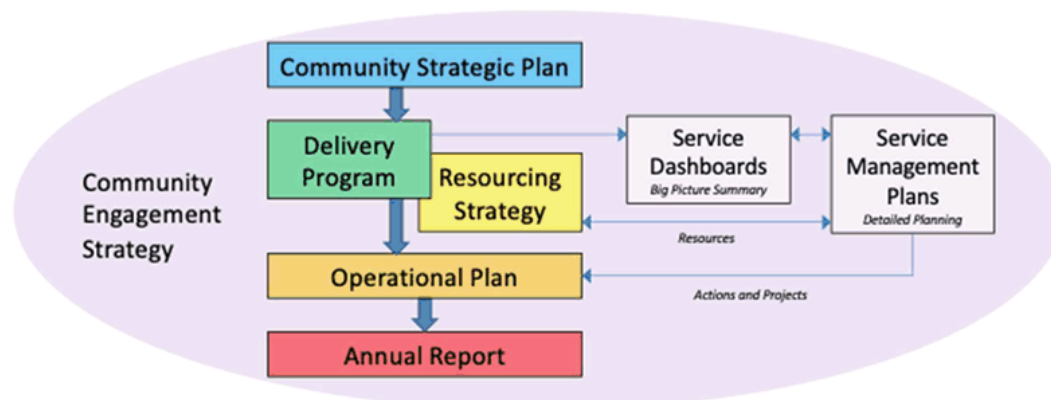 Community Strategic Plan
Delivery
Program
Resourcing
Strategy
Service
Dashboards
Big Picture Summary
Service
Management
Plans
Detailed Planning
Community
Engagement
Strategy
Resources
Operational Plan
Actions and Projects
Annual Report